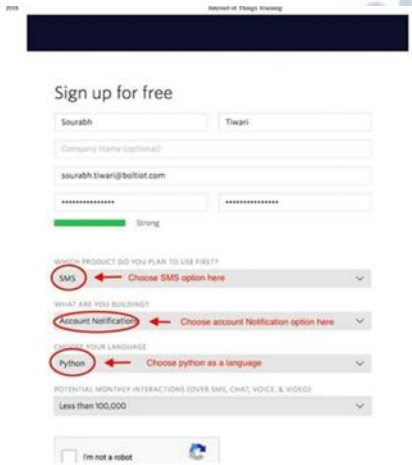 Internet of Things Training
Sign up for free
Sourabh Tiwari
Company Name (optional)
sourabh.tiwari@boltiot.com
*************** ***************
Strong
WHICH PRODUCT DO YOU PLAN TO USE FIRST?
SMS Choose SMS option here
WHAT ARE YOU BUILDING?
Account Notifications Choose account Notification option here
CHOOSE YOUR LANGUAGE
Python Choose python as a language
POTENTIAL MONTHLY INTERACTIONS (OVER SMS, CHAT, VOICE, & VIDEO)
Less than 100,000
I'm not a robot